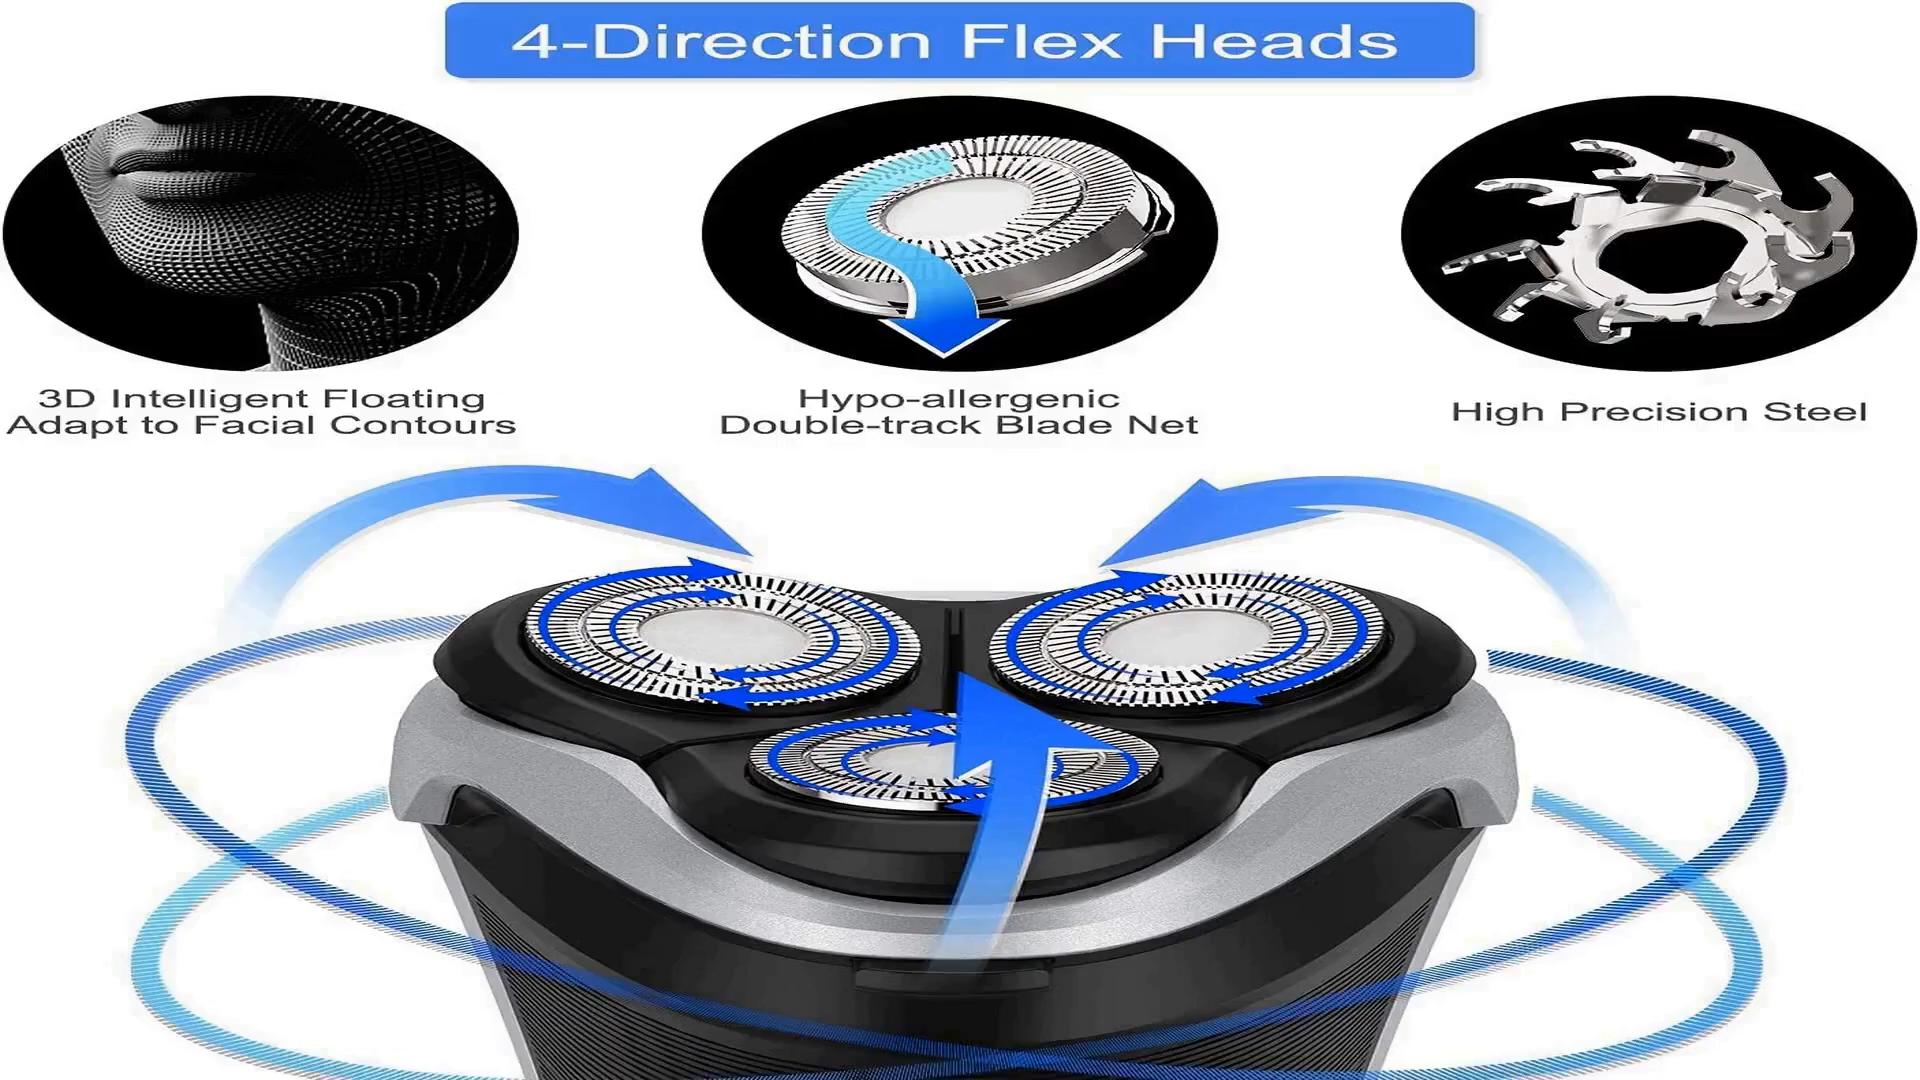 4-Direction Flex Heads
3D Intelligent Floating
Adapt to Facial Contours
Hypo-allergenic
Double-track Blade Net
High Precision Steel